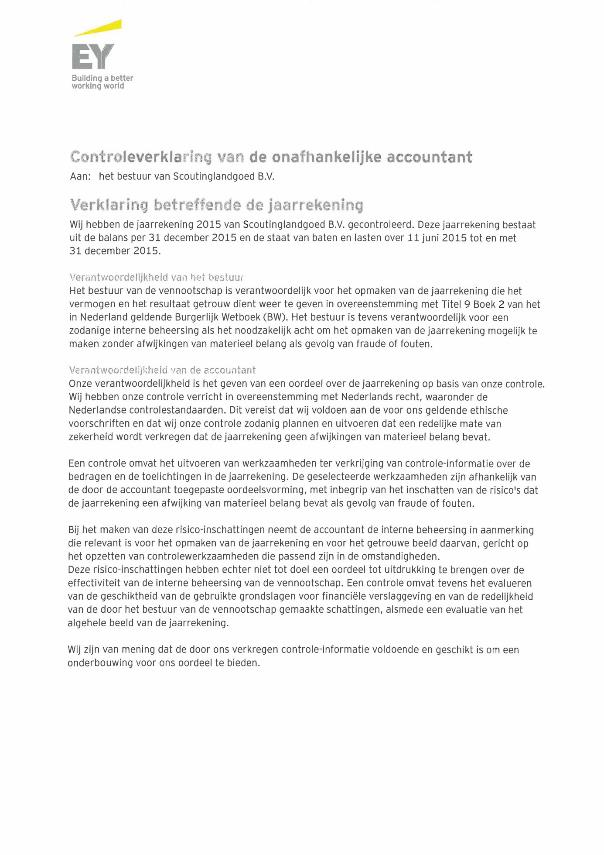 EY
Building a better
working world
Controleverklaring van de onafhankelijke accountant
Aan: het bestuur van Scoutinglandgoed B.V.
Verklaring betreffende de jaarrekening
Wij hebben de jaarrekening 2015 van Scoutinglandgoed B.V. gecontroleerd. Deze jaarrekening bestaat
uit de balans per 31 december 2015 en de staat van baten en lasten over 11 juni 2015 tot en met
31 december 2015.
Verantwoordelijkheid van het bestuur
Het bestuur van de vennootschap is verantwoordelijk voor het opmaken van de jaarrekening die het
vermogen en het resultaat getrouw dient weer te geven in overeenstemming met Titel 9 Boek 2 van het
in Nederland geldende Burgerlijk Wetboek (BW). Het bestuur is tevens verantwoordelijk voor een
zodanige interne beheersing als het noodzakelijk acht om het opmaken van de jaarrekening mogelijk te
maken zonder afwijkingen van materieel belang als gevolg van fraude of fouten.
Verantwoordelijkheid van de accountant
Onze verantwoordelijkheid is het geven van een oordeel over de jaarrekening op basis van onze controle.
Wij hebben onze controle verricht in overeenstemming met Nederlands recht, waaronder de
Nederlandse controlestandaarden. Dit vereist dat wij voldoen aan de voor ons geldende ethische
voorschriften en dat wij onze controle zodanig plannen en uitvoeren dat een redelijke mate van
zekerheid wordt verkregen dat de jaarrekening geen afwijkingen van materieel belang bevat.
Een controle omvat het uitvoeren van werkzaamheden ter verkrijging van controle-informatie over de
bedragen en de toelichtingen in de jaarrekening. De geselecteerde werkzaamheden zijn afhankelijk van
de door de accountant toegepaste oordeelsvorming, met inbegrip van het inschatten van de risico's dat
de jaarrekening een afwijking van materieel belang bevat als gevolg van fraude of fouten.
Bij het maken van deze risico-inschattingen neemt de accountant de interne beheersing in aanmerking
die relevant is voor het opmaken van de jaarrekening en voor het getrouwe beeld daarvan, gericht op
het opzetten van controlewerkzaamheden die passend zijn in de omstandigheden.
Deze risico-inschattingen hebben echter niet tot doel een oordeel tot uitdrukking te brengen over de
effectiviteit van de interne beheersing van de vennootschap. Een controle omvat tevens het evalueren
van de geschiktheid van de gebruikte grondslagen voor financiële verslaggeving en van de redelijkheid
van de door het bestuur van de vennootschap gemaakte schattingen, alsmede een evaluatie van het
algehele beeld van de jaarrekening.
Wij zijn van mening dat de door ons verkregen controle-informatie voldoende en geschikt is om een
onderbouwing voor ons oordeel te bieden.